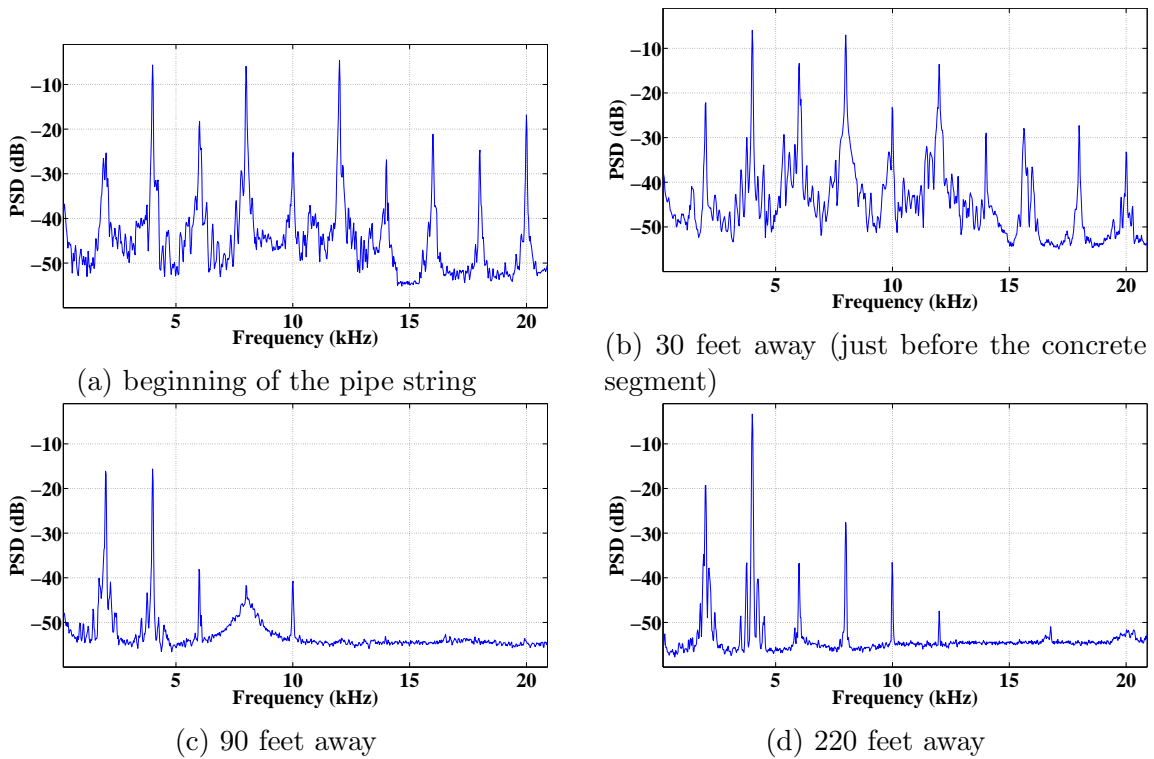 PSD (dB)
−10
−20
−30
−40
−50
5 10 15 20
Frequency (kHz)
(a) beginning of the pipe string
PSD (dB)
−10
−20
−30
−40
−50
5 10 15 20
Frequency (kHz)
(b) 30 feet away (just before the concrete
segment)
PSD (dB)
−10
−20
−30
−40
−50
5 10 15 20
Frequency (kHz)
(c) 90 feet away
PSD (dB)
−10
−20
−30
−40
−50
5 10 15 20
Frequency (kHz)
(d) 220 feet away